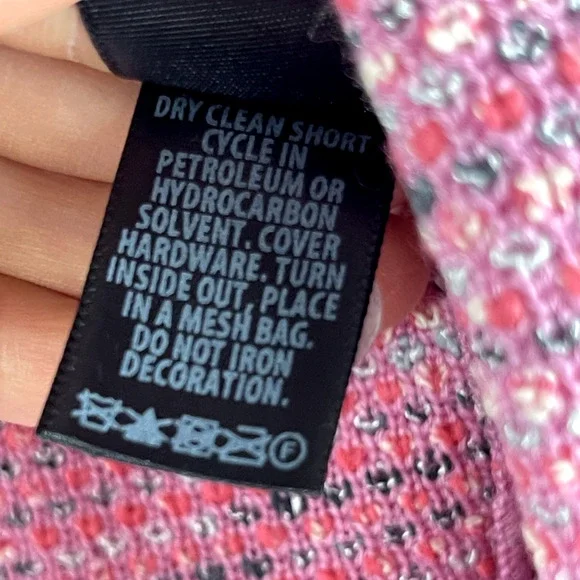 DRY CLEAN SHORT
CYCLE IN
PETROLEUM OR
HYDROCARBON
SOLVENT. COVER
HARDWARE. TURN
INSIDE OUT, PLACE
IN A MESH BAG.
DO NOT IRON
DECORATION.
F